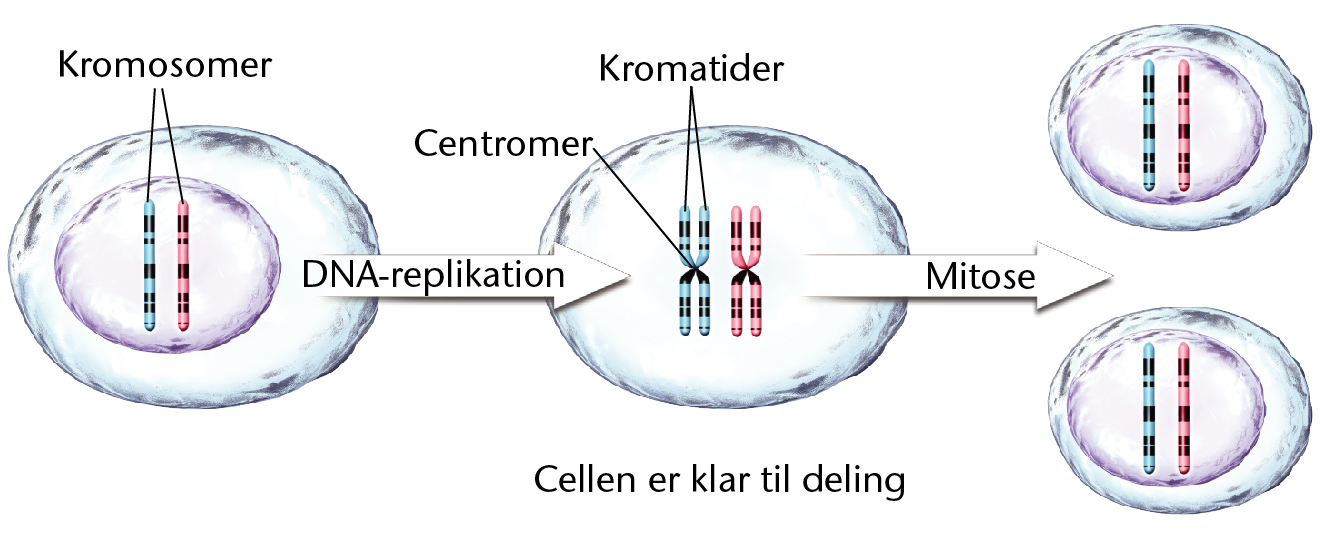 Kromosomer
Kromatider
Centromer
DNA-replikation
Mitose
Cellen er klar til deling